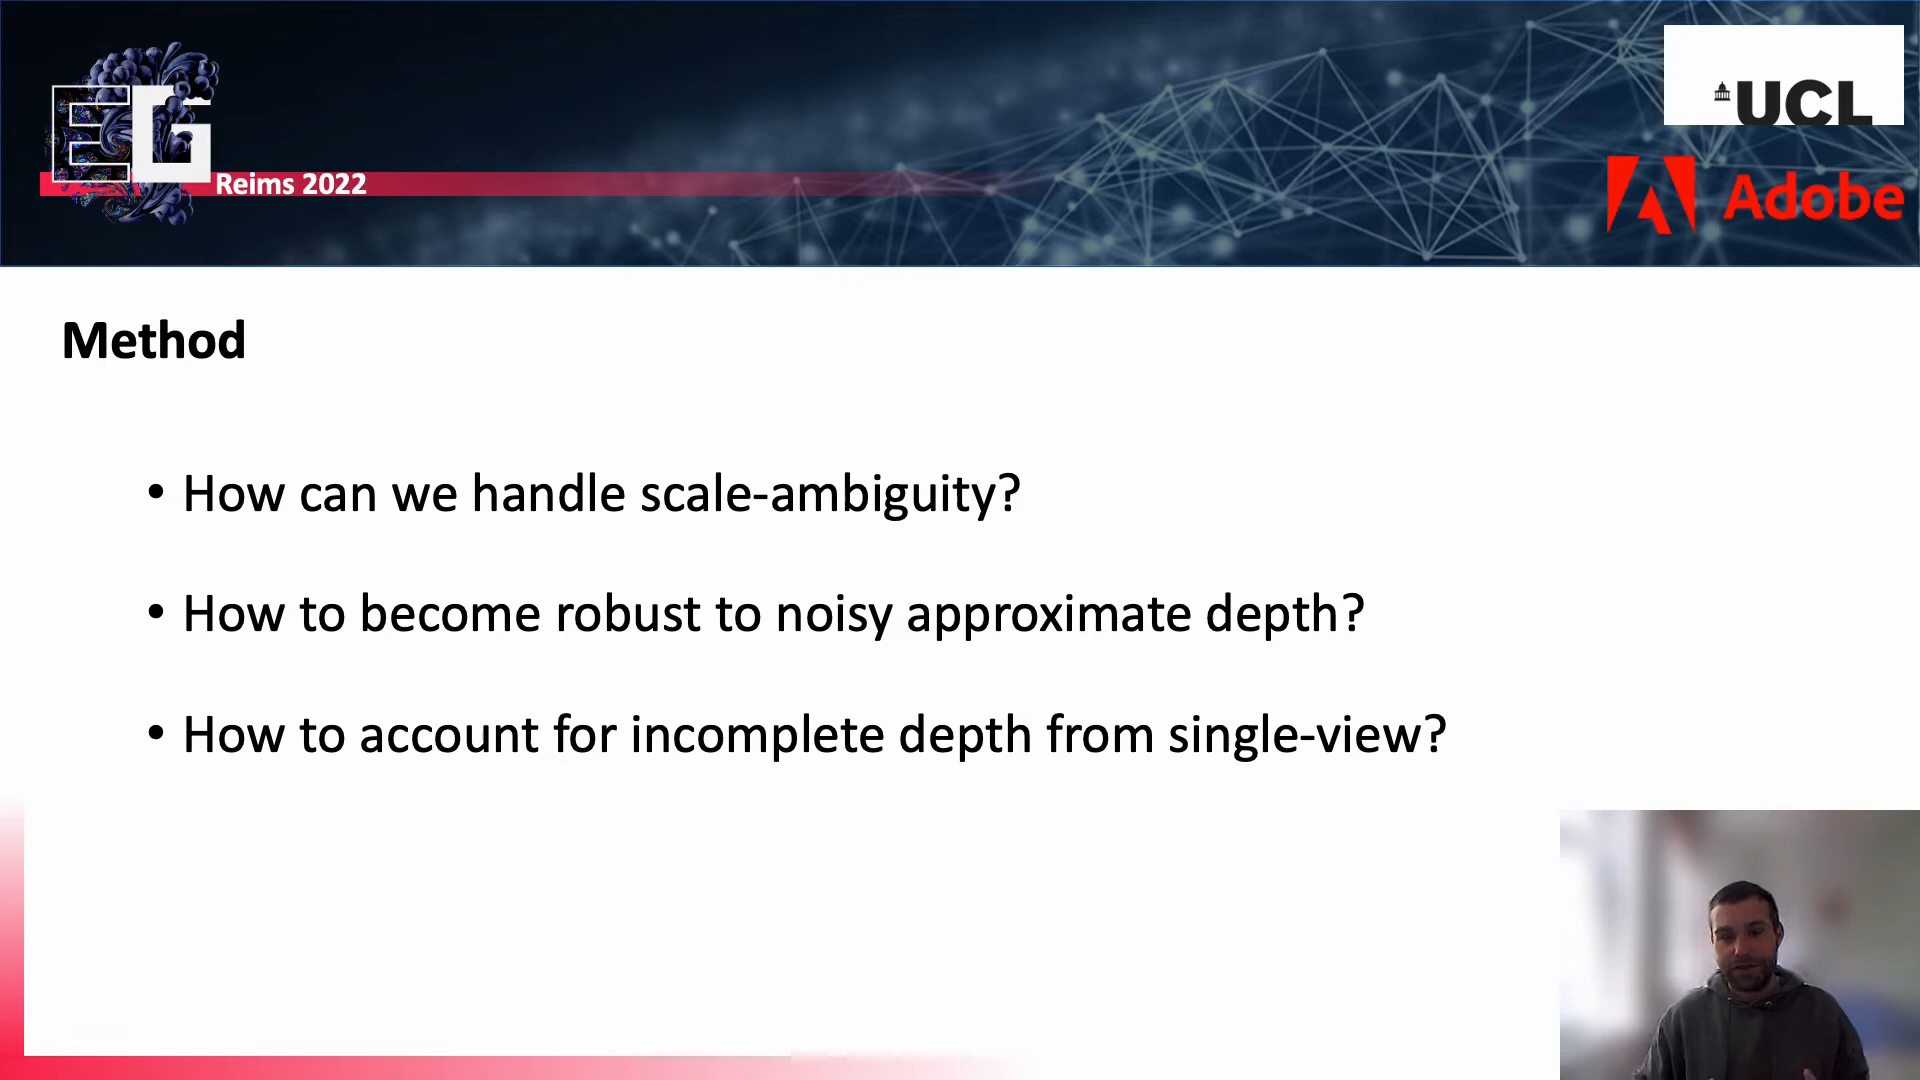 EG
Reims 2022
UCL
Adobe
Method
• How can we handle scale-ambiguity?
• How to become robust to noisy approximate depth?
• How to account for incomplete depth from single-view?